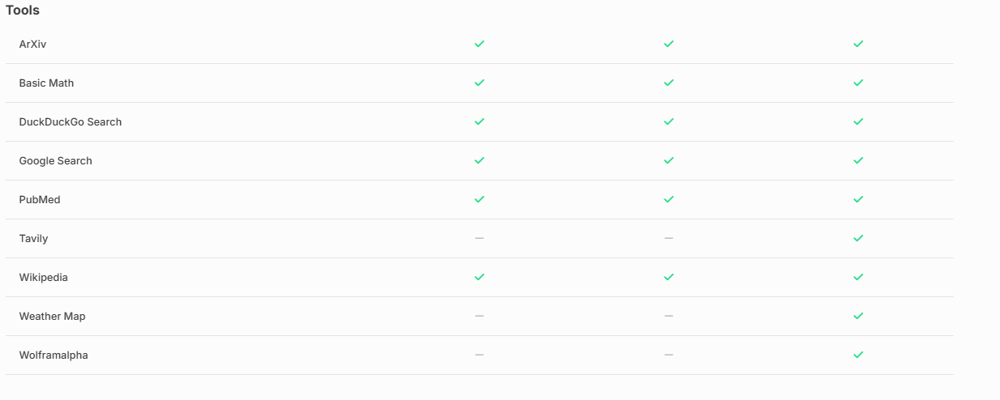 Tools
ArXiv
Basic Math
DuckDuckGo Search
Google Search
PubMed
Tavily
Wikipedia
Weather Map
Wolframalpha